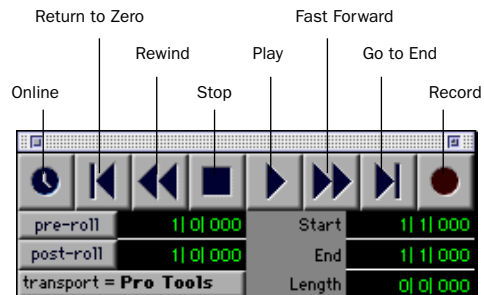 Return to Zero
Fast Forward
Rewind
Play
Go to End
Online
Stop
Record
pre-roll 1| 0| 000 Start 1| 1| 000
post-roll 1| 0| 000 End 1| 1| 000
transport = Pro Tools Length 0| 0| 000